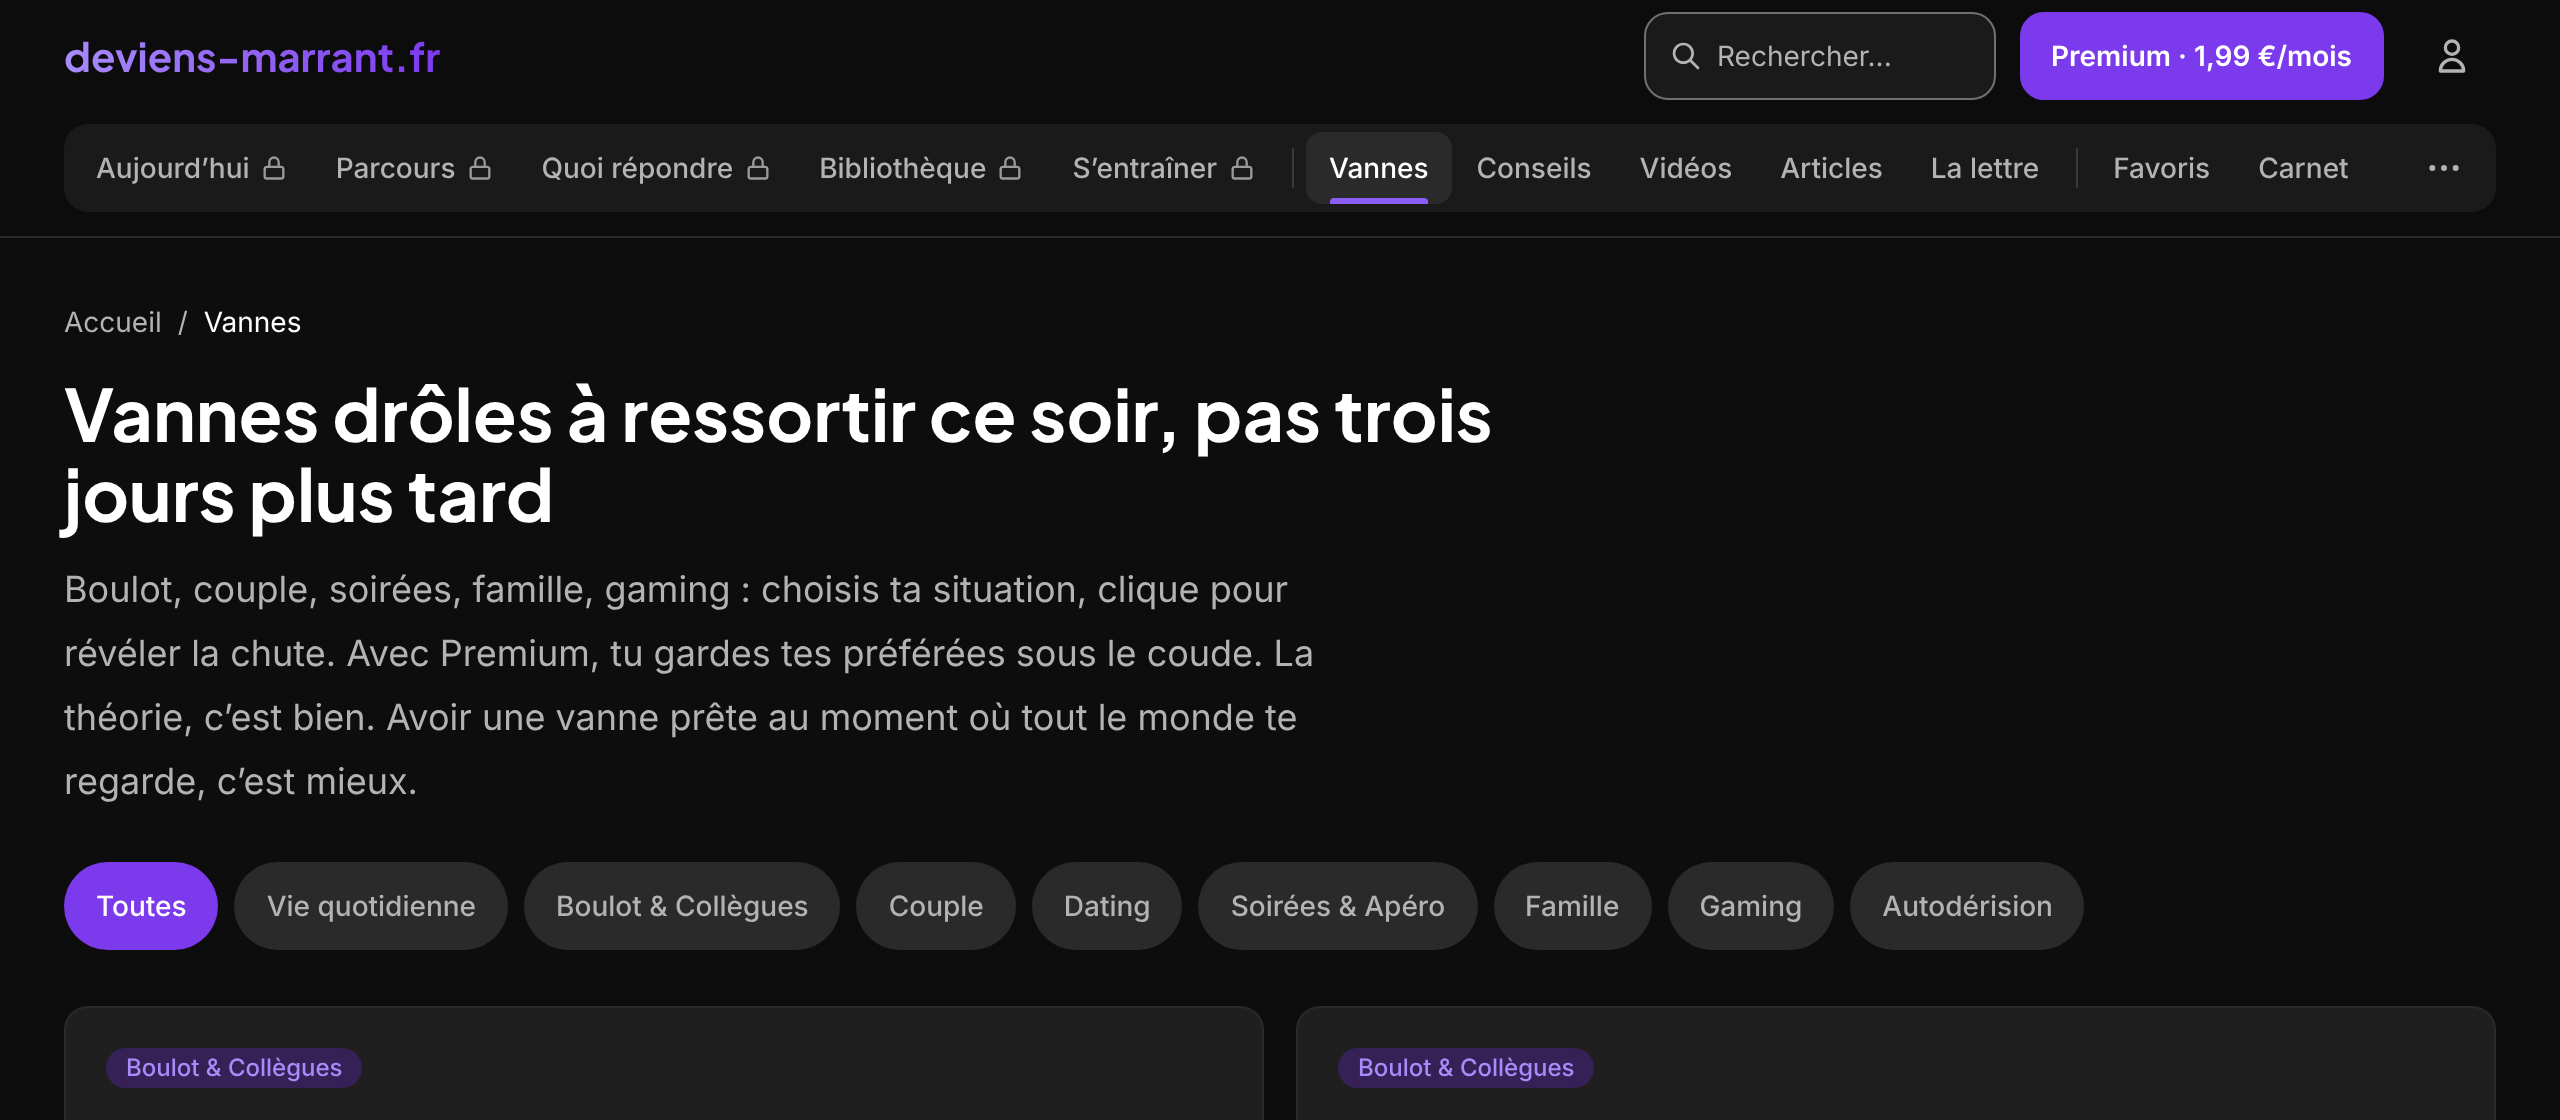 deviens-marrant.fr
Rechercher...
Premium · 1,99 €/mois
Aujourd’hui Parcours Quoi répondre Bibliothèque S’entraîner Vannes Conseils Vidéos Articles La lettre Favoris Carnet
Accueil / Vannes
Vannes drôles à ressortir ce soir, pas trois
jours plus tard
Boulot, couple, soirées, famille, gaming : choisis ta situation, clique pour
révéler la chute. Avec Premium, tu gardes tes préférées sous le coude. La
théorie, c’est bien. Avoir une vanne prête au moment où tout le monde te
regarde, c’est mieux.
Toutes Vie quotidienne Boulot & Collègues Couple Dating Soirées & Apéro Famille Gaming Autodérision
Boulot & Collègues Boulot & Collègues